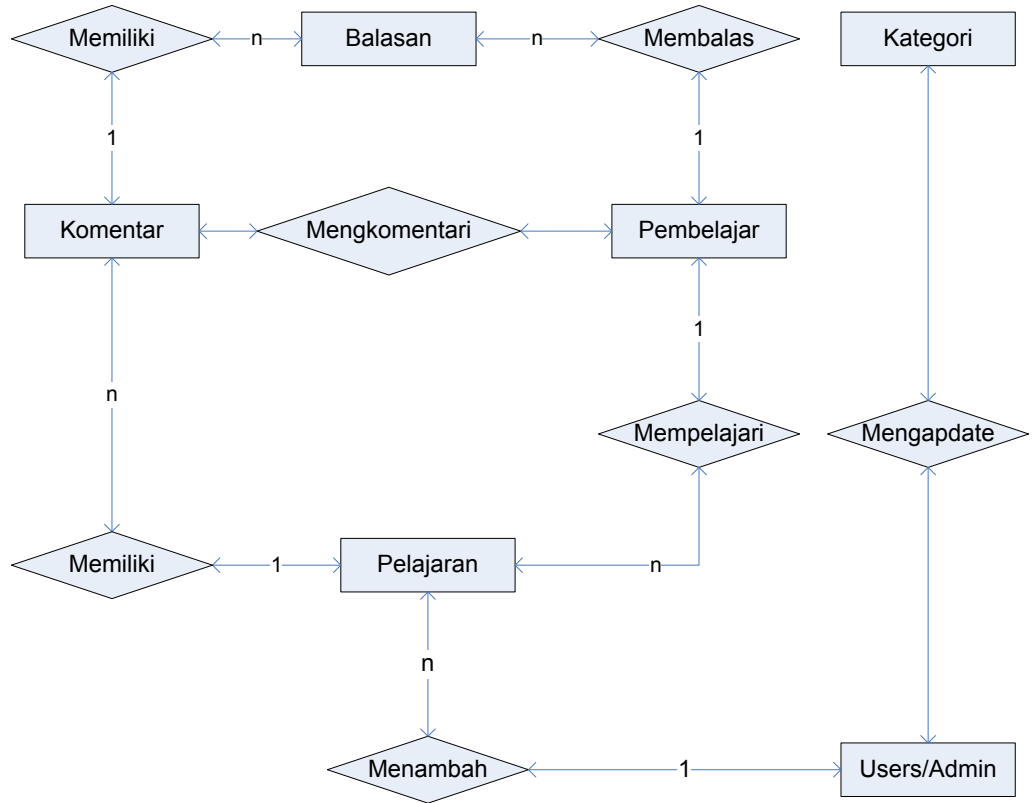 Memiliki
n
Balasan
n
Membalas
Kategori
1
1
Komentar
Mengkomentari
Pembelajar
1
n
Mempelajari
Mengapdate
Memiliki
1
Pelajaran
n
n
Menambah
1
Users/Admin